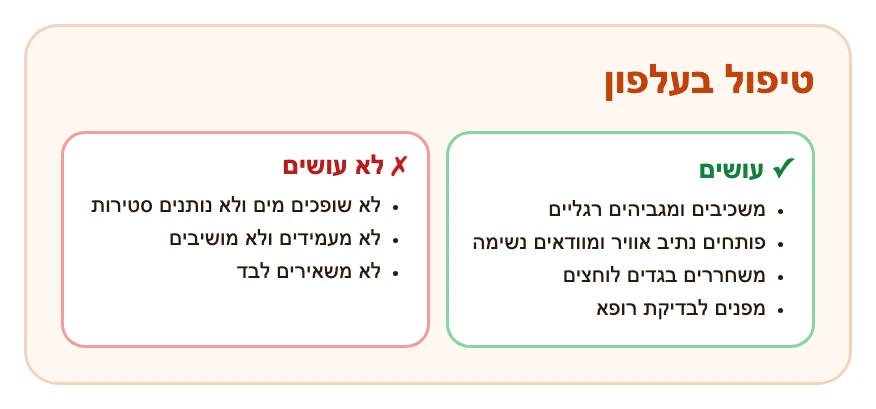 טיפול בעלפון
✓ עושים
• משכיבים ומגביהים רגליים
• פותחים נתיב אוויר ומוודאים נשימה
• משחררים בגדים לוחצים
• מפנים לבדיקת רופא
✗ לא עושים
• לא שופכים מים ולא נותנים סטירות
• לא מעמידים ולא מושיבים
• לא משאירים לבד